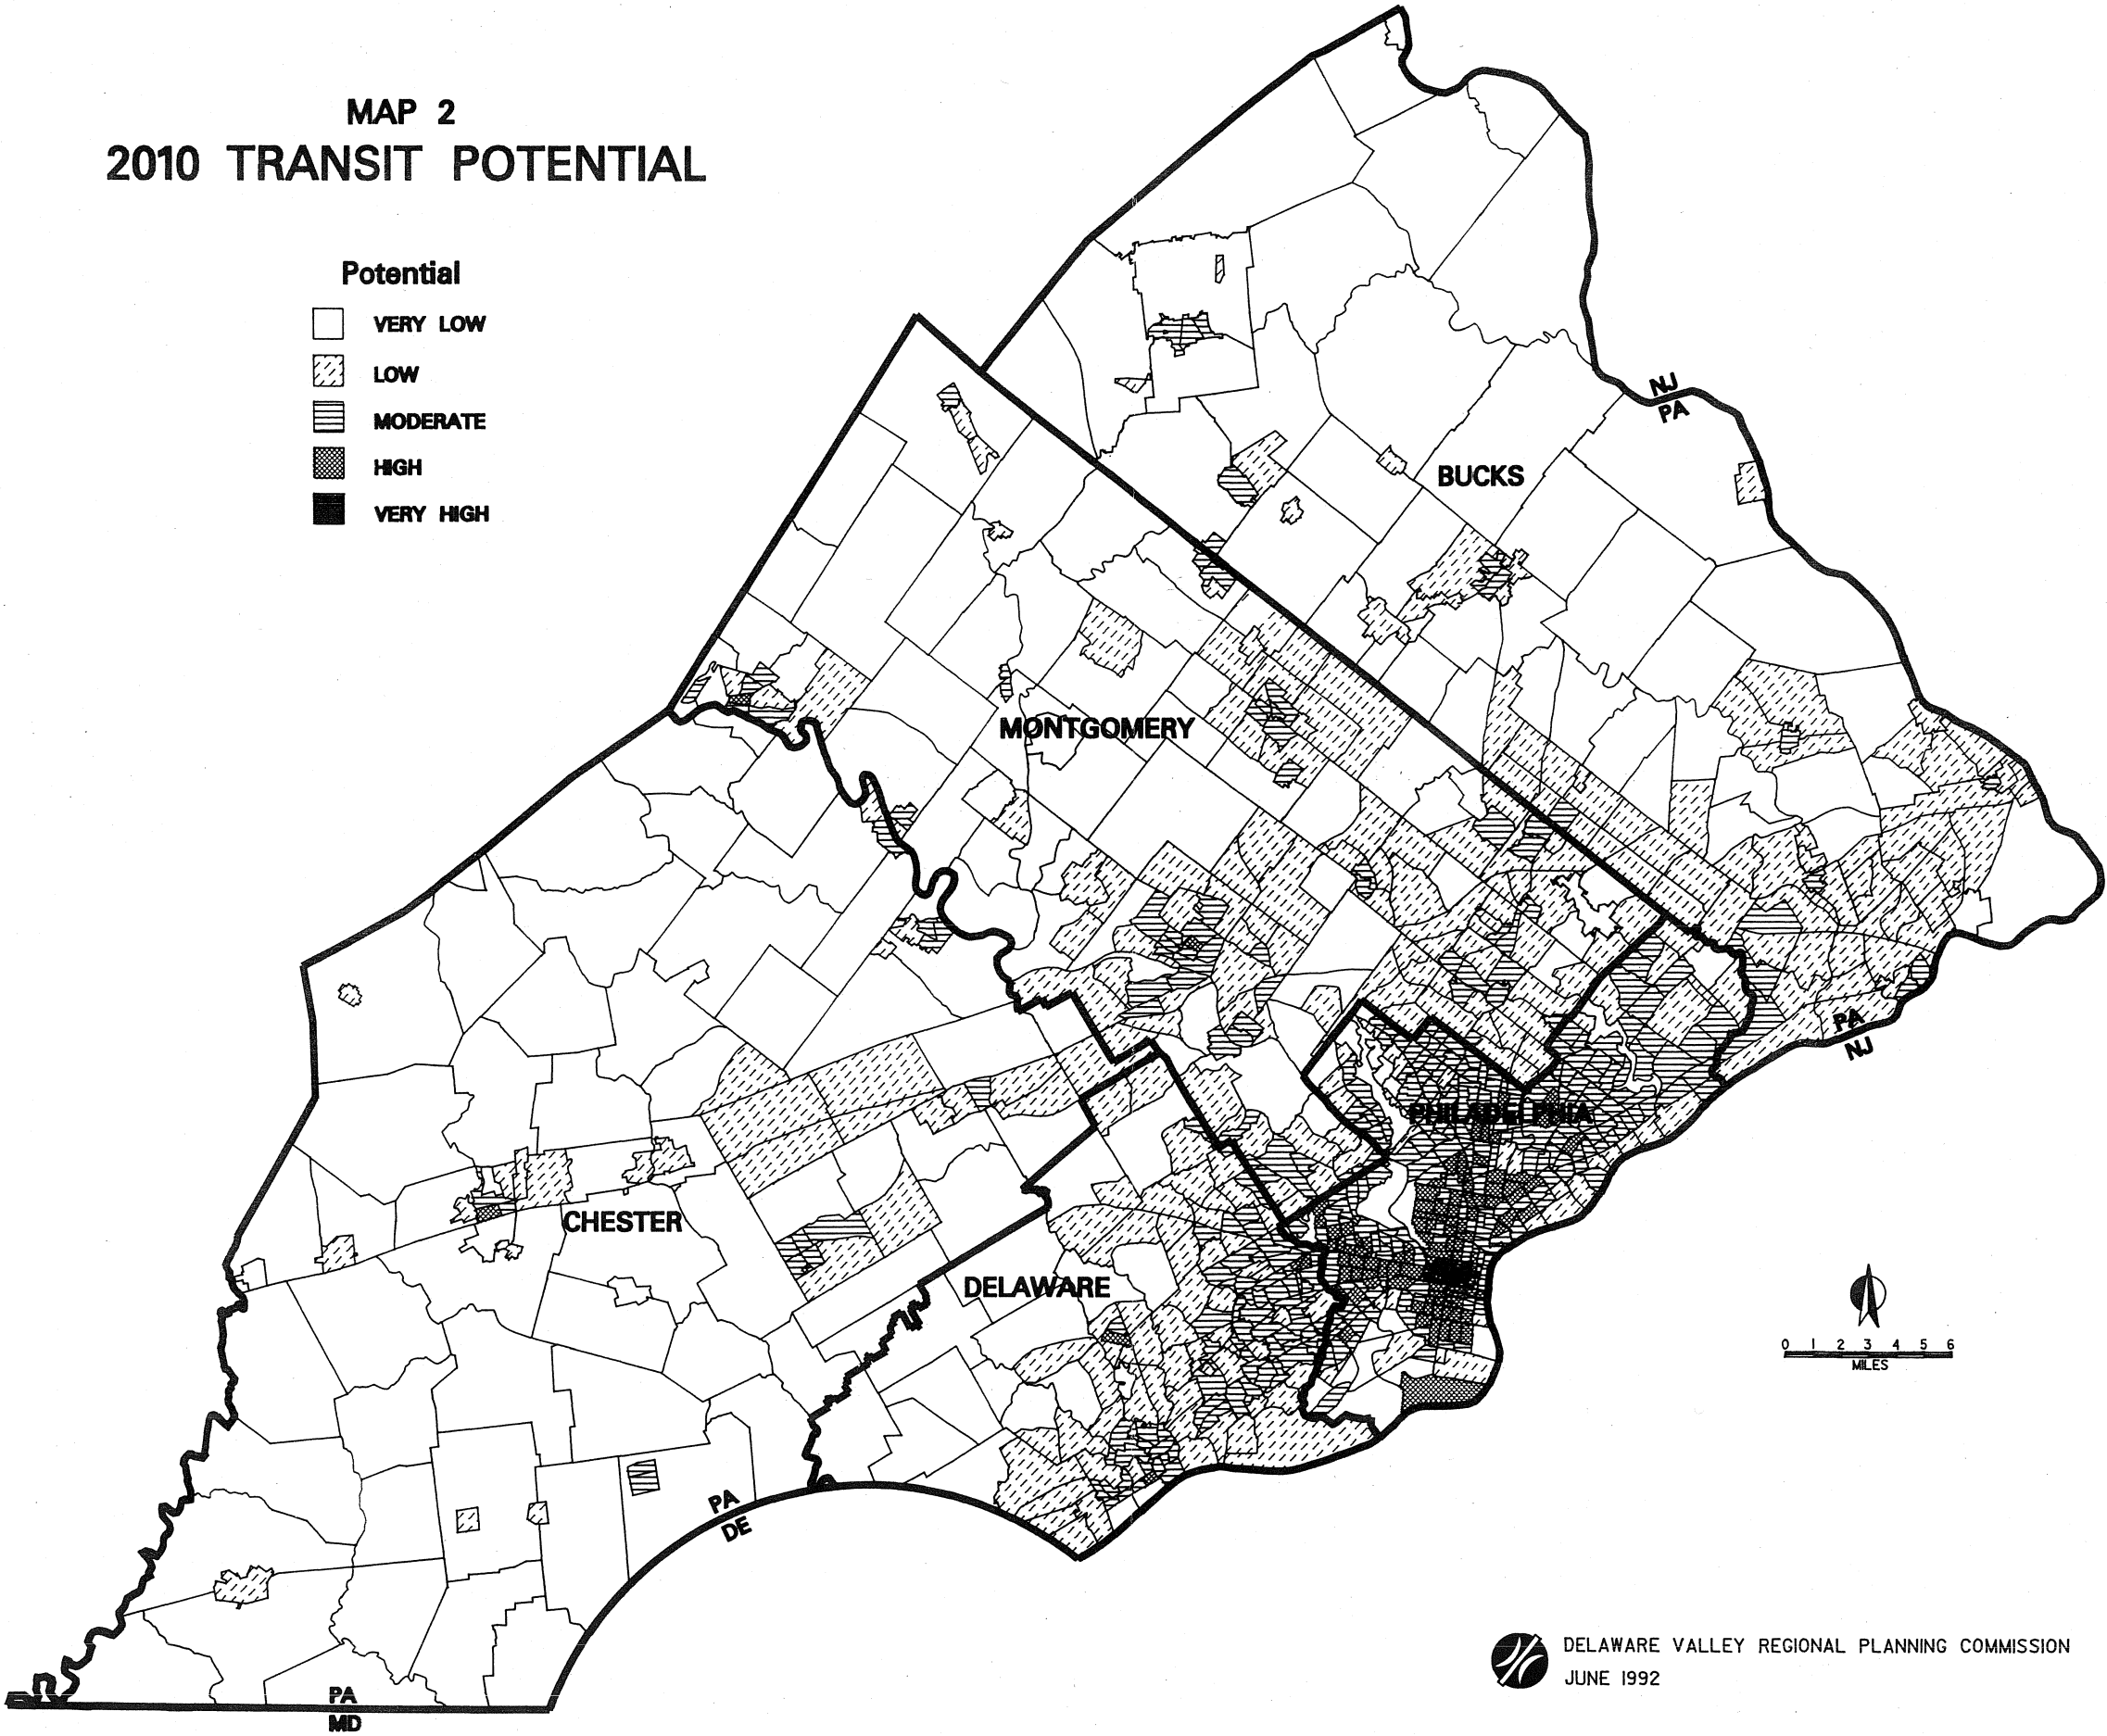 MAP 2
2010 TRANSIT POTENTIAL
Potential
VERY LOW
LOW
MODERATE
HIGH
VERY HIGH
NJ
PA
BUCKS
MONTGOMERY
PA
NJ
PHILADELPHIA
CHESTER
DELAWARE
0 1 2 3 4 5 6
MILES
PA
DE
DELAWARE VALLEY REGIONAL PLANNING COMMISSION
JUNE 1992
PA
MD